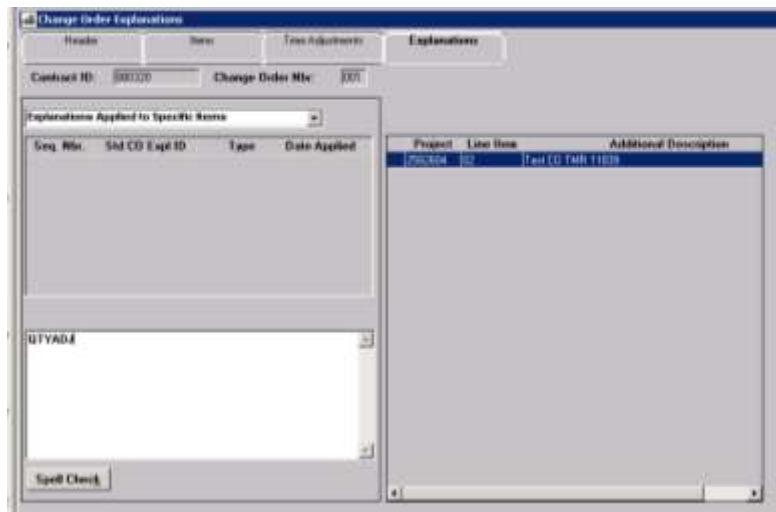 Change Order Explanations
Header Items Time Adjustments Explanations
Contract ID: Change Order Nbr: 001
Explanations Applied to Specific Items
Seq. Nbr. Std CO Expl ID Type Date Applied
Project Line Item Additional Description
02 Test CO TMR 11039
QTYADJ
Spell Check